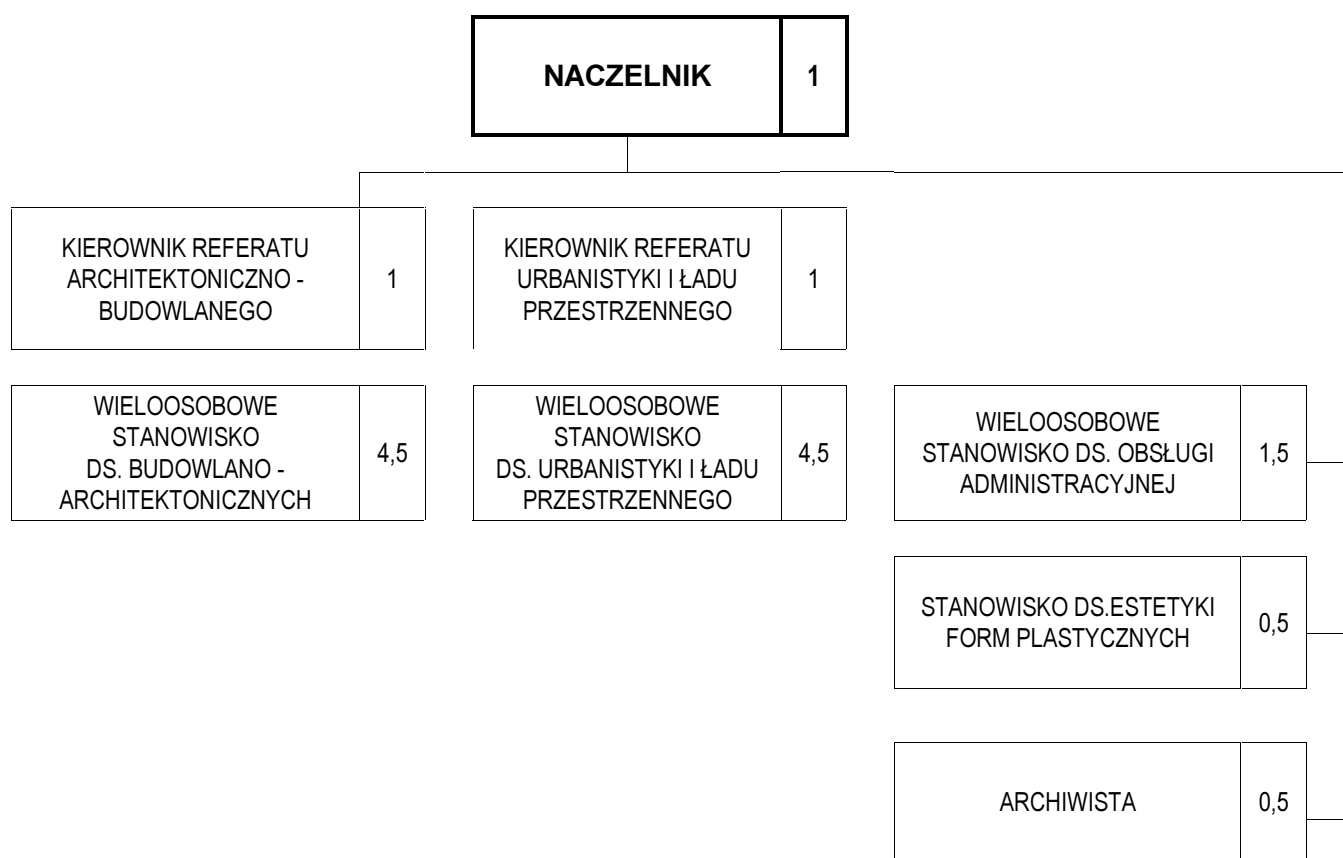 NACZELNIK
1
KIEROWNIK REFERATU
ARCHITEKTONICZNO -
BUDOWLANEGO
1
KIEROWNIK REFERATU
URBANISTYKI I ŁADU
PRZESTRZENNEGO
1
WIELOOSOBOWE
STANOWISKO
DS. BUDOWLANO -
ARCHITEKTONICZNYCH
4,5
WIELOOSOBOWE
STANOWISKO
DS. URBANISTYKI I ŁADU
PRZESTRZENNEGO
4,5
WIELOOSOBOWE
STANOWISKO DS. OBSŁUGI
ADMINISTRACYJNEJ
1,5
STANOWISKO DS.ESTETYKI
FORM PLASTYCZNYCH
0,5
ARCHIWISTA
0,5